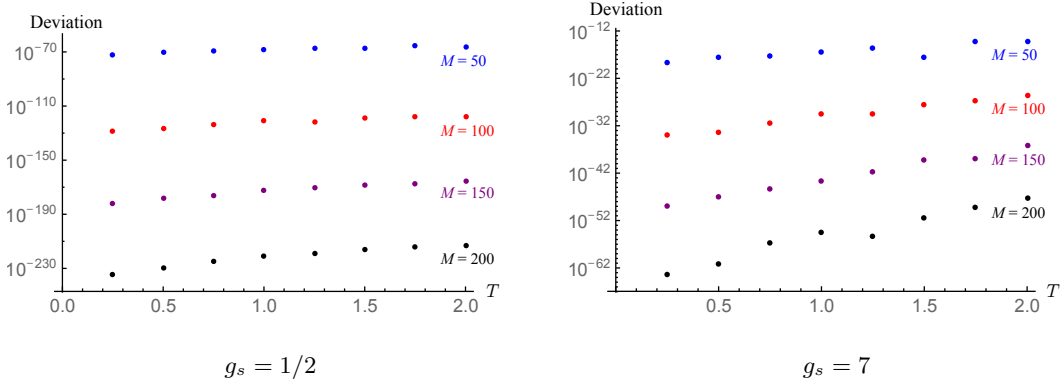 Deviation
10^-70
10^-110
10^-150
10^-190
10^-230
M = 50
M = 100
M = 150
M = 200
0.0 0.5 1.0 1.5 2.0 T
g_s = 1/2
Deviation
10^-12
10^-22
10^-32
10^-42
10^-52
10^-62
M = 50
M = 100
M = 150
M = 200
0.5 1.0 1.5 2.0 T
g_s = 7